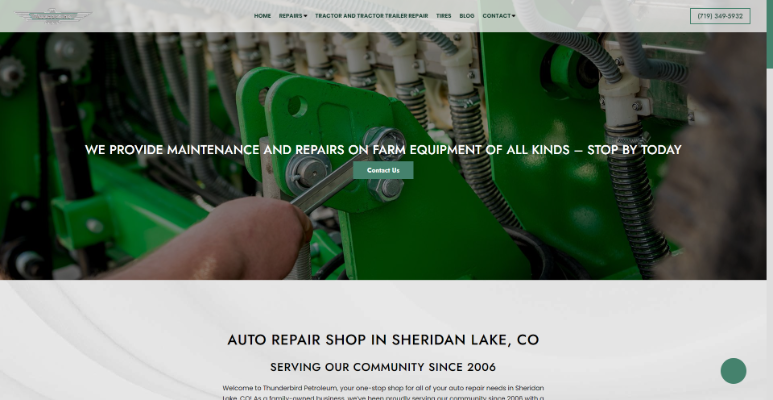 HOME REPAIRS TRACTOR AND TRACTOR TRAILER REPAIR TIRES BLOG CONTACT (719) 349-5932
WE PROVIDE MAINTENANCE AND REPAIRS ON FARM EQUIPMENT OF ALL KINDS – STOP BY TODAY
Contact Us
AUTO REPAIR SHOP IN SHERIDAN LAKE, CO
SERVING OUR COMMUNITY SINCE 2006
Welcome to Thunderbird Petroleum, your one-stop shop for all of your auto repair needs in Sheridan
Lake, CO! As a family-owned business, we've been proudly serving our community since 2006 with a